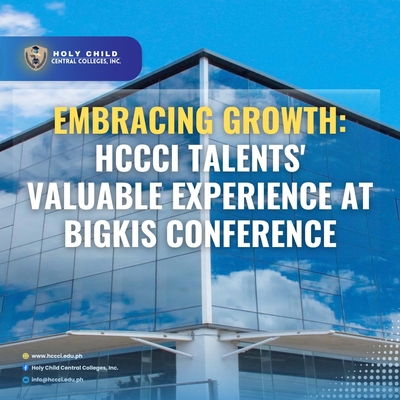 HOLY CHILD
CENTRAL COLLEGES, INC.
EMBRACING GROWTH:
HCCCI TALENTS'
VALUABLE EXPERIENCE AT
BIGKIS CONFERENCE
www.hccci.edu.ph
Holy Child Central Colleges, Inc.
info@hccci.edu.ph